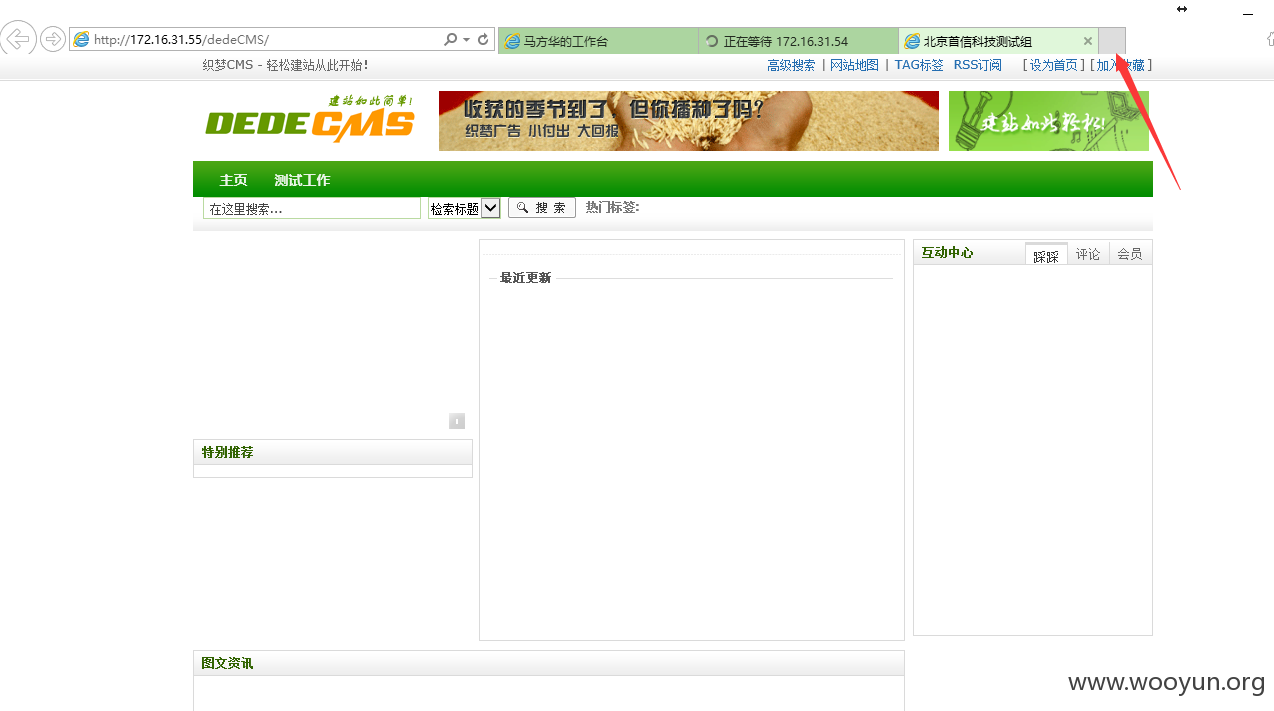 http://172.16.31.55/dedeCMS/
马方华的工作台
正在等待 172.16.31.54
北京首信科技测试组
织梦CMS - 轻松建站从此开始!
高级搜索 | 网站地图 | TAG标签 RSS订阅 [设为首页] [加入收藏]
建站如此简单!
DEDECMS
收获的季节到了，但你播种了吗?
织梦广告 小付出 大回报
建站如此轻松!
主页 测试工作
在这里搜索... 检索标题 搜 索 热门标签:
最近更新
互动中心 踩踩 评论 会员
特别推荐
图文资讯
www.wooyun.org